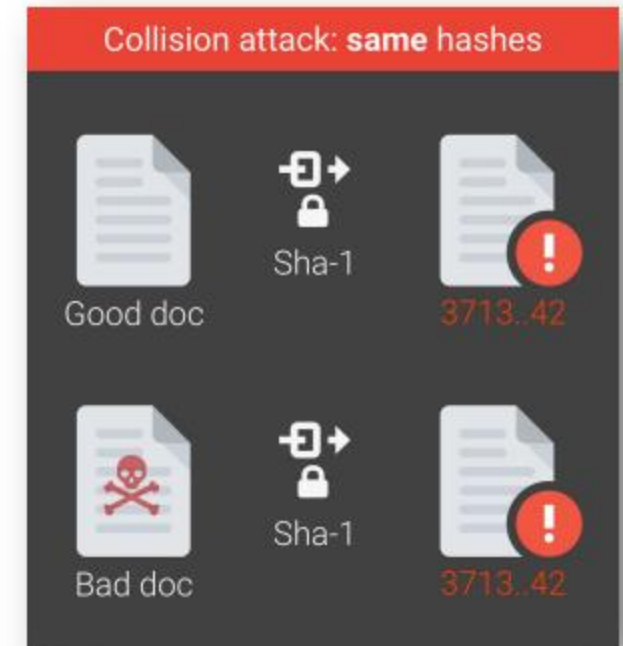 Collision attack: same hashes
Sha-1
Good doc
3713..42
Sha-1
Bad doc
3713..42